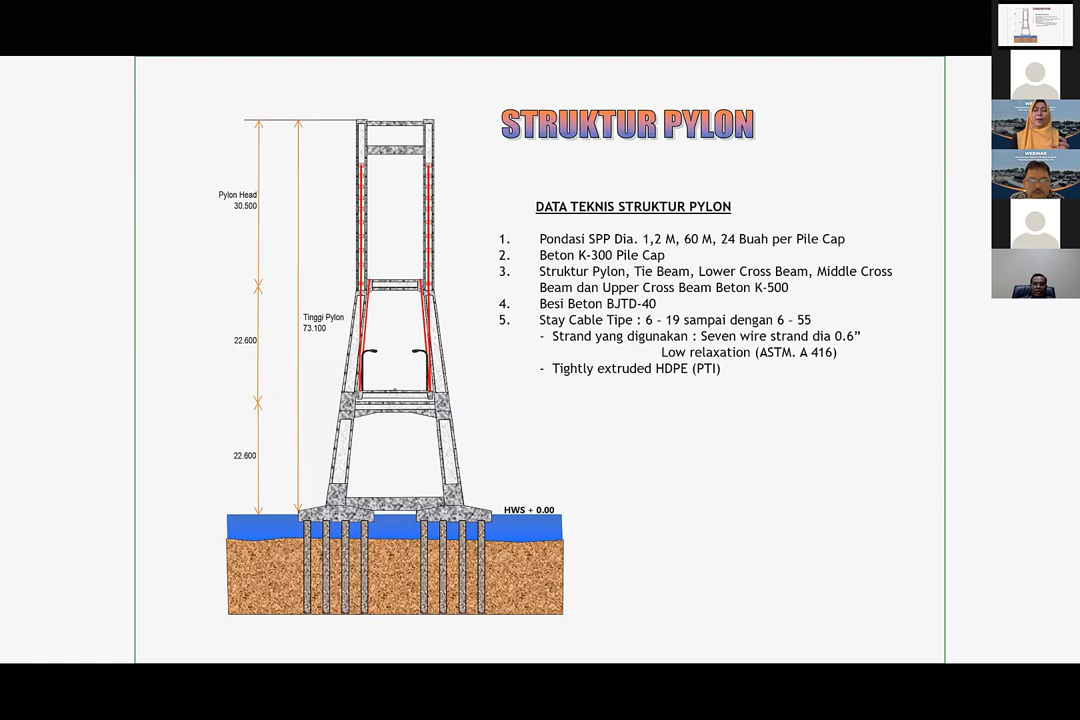 STRUKTUR PYLON
DATA TEKNIS STRUKTUR PYLON
1. Pondasi SPP Dia. 1,2 M, 60 M, 24 Buah per Pile Cap
2. Beton K-300 Pile Cap
3. Struktur Pylon, Tie Beam, Lower Cross Beam, Middle Cross
Beam dan Upper Cross Beam Beton K-500
4. Besi Beton BJTD-40
5. Stay Cable Tipe : 6 – 19 sampai dengan 6 – 55
- Strand yang digunakan : Seven wire strand dia 0.6”
Low relaxation (ASTM. A 416)
- Tightly extruded HDPE (PTI)
Pylon Head
30.500
Tinggi Pylon
73.100
22.600
22.600
HWS + 0.00
STRUKTUR PYLON
WEBINAR